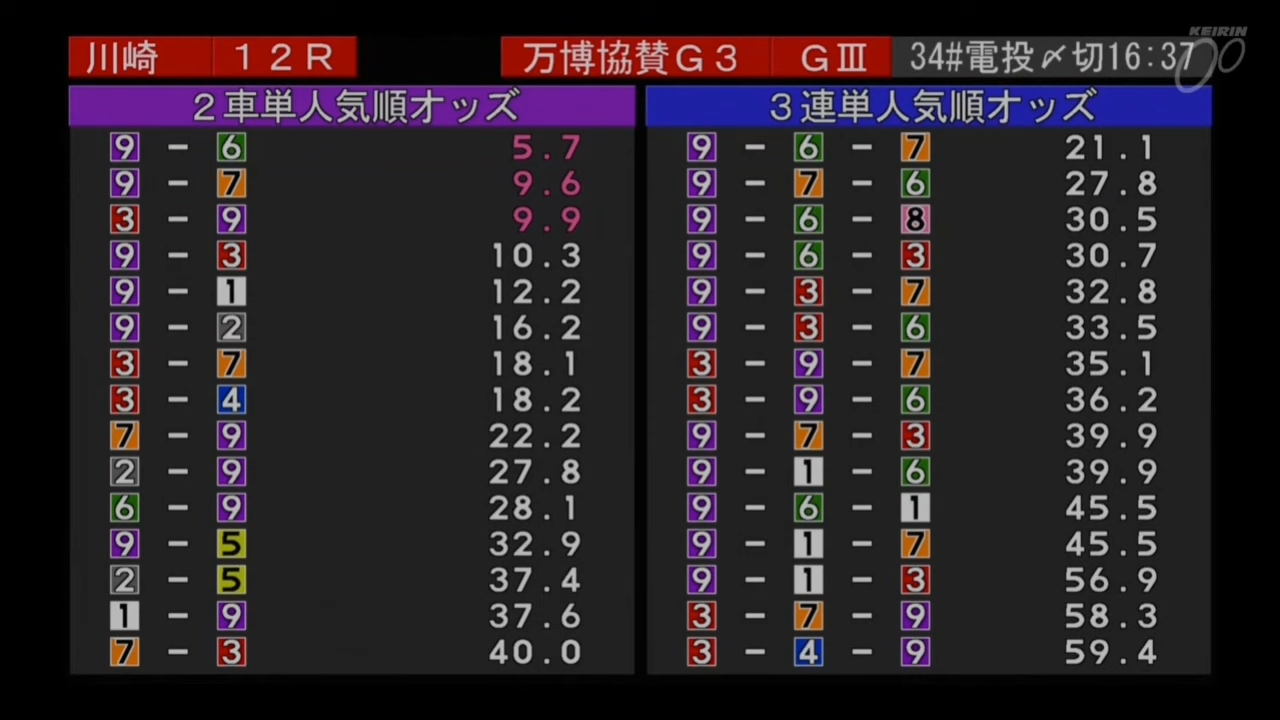 川崎 12R 万博協賛G3 GⅢ 34#電投〆切16:37
KEIRIN
2車単人気順オッズ 3連単人気順オッズ
9 - 6 5.7 9 - 6 - 7 21.1
9 - 7 9.6 9 - 7 - 6 27.8
3 - 9 9.9 9 - 6 - 8 30.5
9 - 3 10.3 9 - 6 - 3 30.7
9 - 1 12.2 9 - 3 - 7 32.8
9 - 2 16.2 9 - 3 - 6 33.5
3 - 7 18.1 3 - 9 - 7 35.1
3 - 4 18.2 3 - 9 - 6 36.2
7 - 9 22.2 9 - 7 - 3 39.9
2 - 9 27.8 9 - 1 - 6 39.9
6 - 9 28.1 9 - 6 - 1 45.5
9 - 5 32.9 9 - 1 - 7 45.5
2 - 5 37.4 9 - 1 - 3 56.9
1 - 9 37.6 3 - 7 - 9 58.3
7 - 3 40.0 3 - 4 - 9 59.4